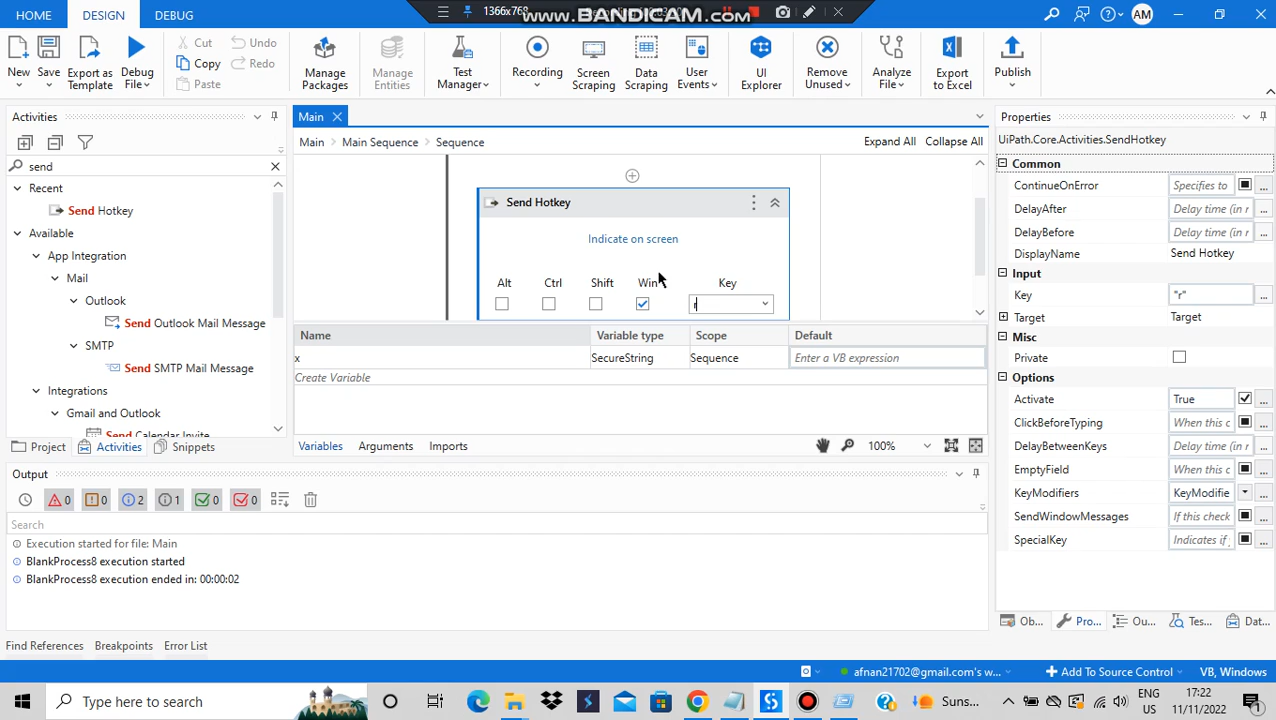 HOME
DESIGN
DEBUG
1366x768
www.BANDICAM.com
AM
New
Save
Export as Template
Debug File
Cut
Copy
Paste
Undo
Redo
Manage Packages
Manage Entities
Test Manager
Recording
Screen Scraping
Data Scraping
User Events
UI Explorer
Remove Unused
Analyze File
Export to Excel
Publish
Activities
send
Recent
Send Hotkey
Available
App Integration
Mail
Outlook
Send Outlook Mail Message
SMTP
Send SMTP Mail Message
Integrations
Gmail and Outlook
Send Calendar Invite
Project
Activities
Snippets
Main
Main
Main Sequence
Sequence
Expand All
Collapse All
Send Hotkey
Indicate on screen
Alt
Ctrl
Shift
Win
Key
r
Name
Variable type
Scope
Default
x
SecureString
Sequence
Enter a VB expression
Create Variable
Variables
Arguments
Imports
100%
Properties
UiPath.Core.Activities.SendHotkey
Common
ContinueOnError
Specifies to
...
DelayAfter
Delay time (in r
...
DelayBefore
Delay time (in r
...
DisplayName
Send Hotkey
Input
Key
"r"
...
Target
Target
Misc
Private
Options
Activate
True
...
ClickBeforeTyping
When this c
...
DelayBetweenKeys
Delay time (in r
...
EmptyField
When this c
...
KeyModifiers
KeyModifie
...
SendWindowMessages
If this check
...
SpecialKey
Indicates if
...
Ob...
Pro...
Ou...
Tes...
Dat...
Output
0
0
2
1
0
0
Search
Execution started for file: Main
BlankProcess8 execution started
BlankProcess8 execution ended in: 00:00:02
Find References
Breakpoints
Error List
afnan21702@gmail.com's w...
Add To Source Control
VB, Windows
Type here to search
Suns...
ENG
YE
17:22
11/11/2022
1